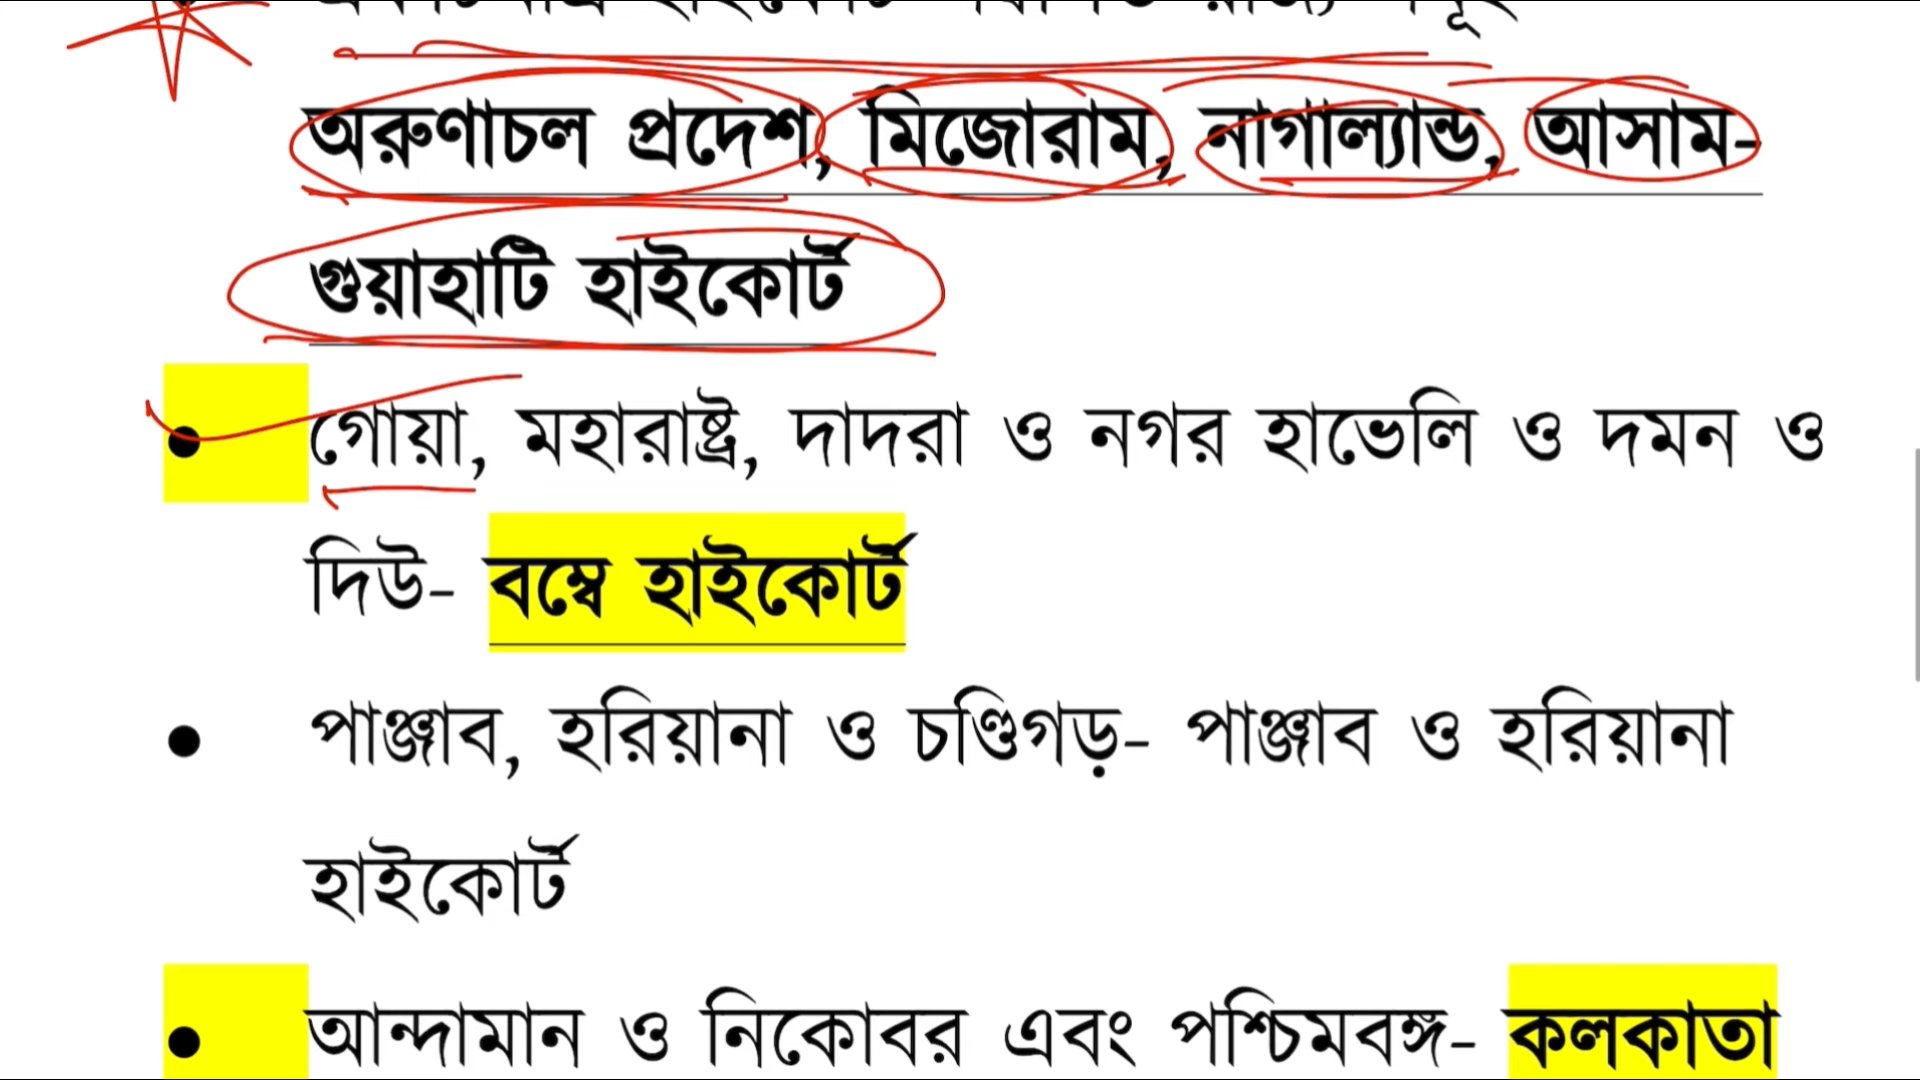 অরুণাচল প্রদেশ, মিজোরাম, নাগাল্যান্ড, আসাম-
গুয়াহাটি হাইকোর্ট
● গোয়া, মহারাষ্ট্র, দাদরা ও নগর হাভেলি ও দমন ও
দিউ- বম্বে হাইকোর্ট
● পাঞ্জাব, হরিয়ানা ও চণ্ডিগড়- পাঞ্জাব ও হরিয়ানা
হাইকোর্ট
● আন্দামান ও নিকোবর এবং পশ্চিমবঙ্গ- কলকাতা